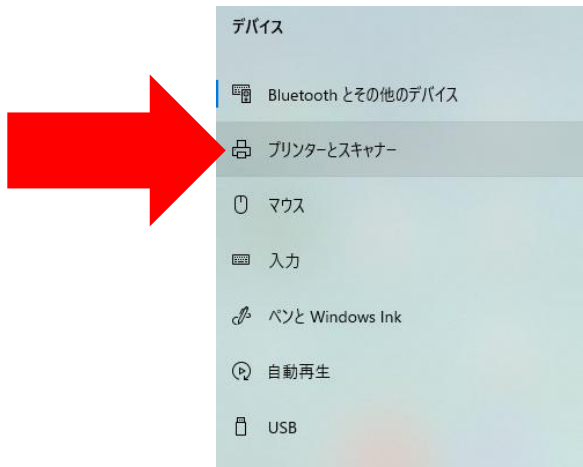 デバイス
Bluetooth とその他のデバイス
プリンターとスキャナー
マウス
入力
ペンと Windows Ink
自動再生
USB